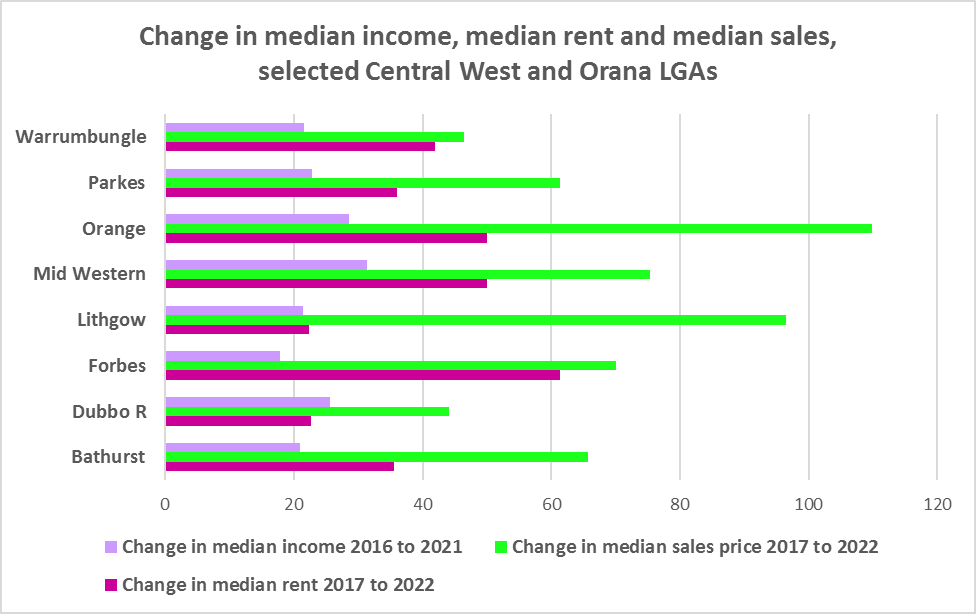 Change in median income, median rent and median sales,
selected Central West and Orana LGAs
Warrumbungle
Parkes
Orange
Mid Western
Lithgow
Forbes
Dubbo R
Bathurst
0 20 40 60 80 100 120
Change in median income 2016 to 2021 Change in median sales price 2017 to 2022
Change in median rent 2017 to 2022